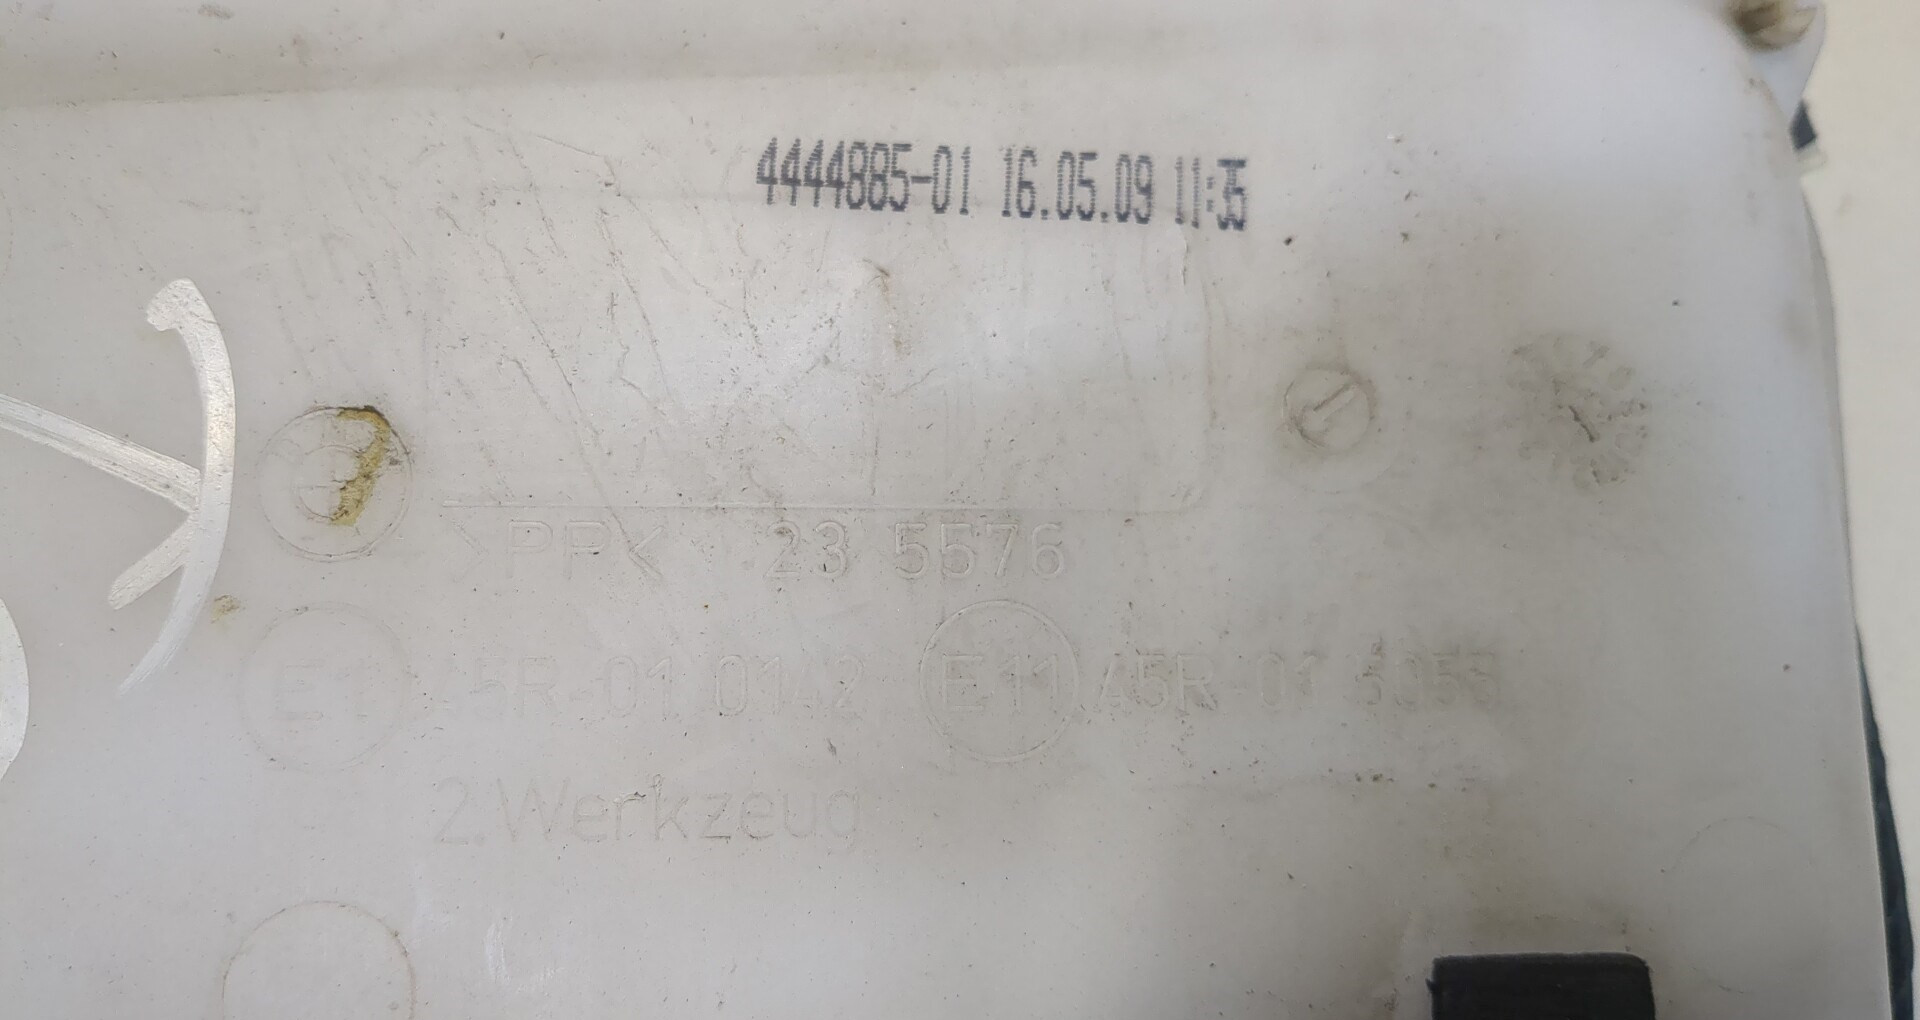 4444885-01 16.05.09 11:35
>PP< 23 5576
E1 45R-01 0142 E11 45R-01 5053
2.Werkzeug